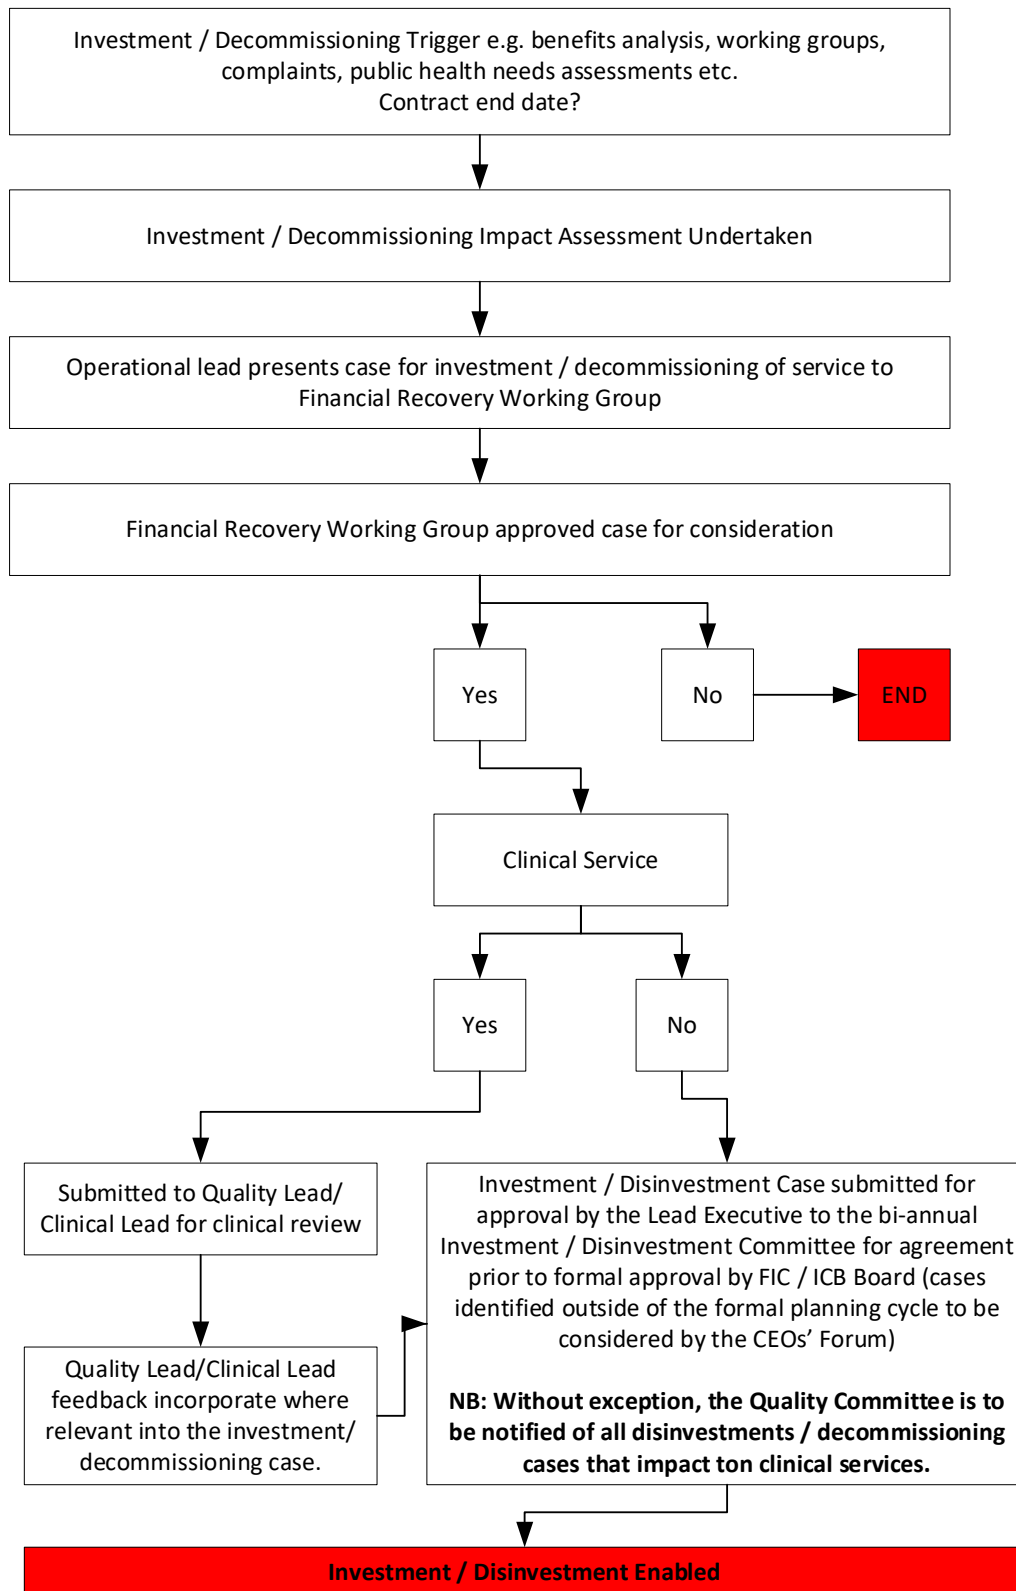 Investment / Decommissioning Trigger e.g. benefits analysis, working groups,
complaints, public health needs assessments etc.
Contract end date?
Investment / Decommissioning Impact Assessment Undertaken
Operational lead presents case for investment / decommissioning of service to
Financial Recovery Working Group
Financial Recovery Working Group approved case for consideration
Yes
No
END
Clinical Service
Yes
No
Submitted to Quality Lead/
Clinical Lead for clinical review
Quality Lead/Clinical Lead
feedback incorporate where
relevant into the investment/
decommissioning case.
Investment / Disinvestment Case submitted for
approval by the Lead Executive to the bi-annual
Investment / Disinvestment Committee for agreement
prior to formal approval by FIC / ICB Board (cases
identified outside of the formal planning cycle to be
considered by the CEOs’ Forum)
NB: Without exception, the Quality Committee is to
be notified of all disinvestments / decommissioning
cases that impact ton clinical services.
Investment / Disinvestment Enabled